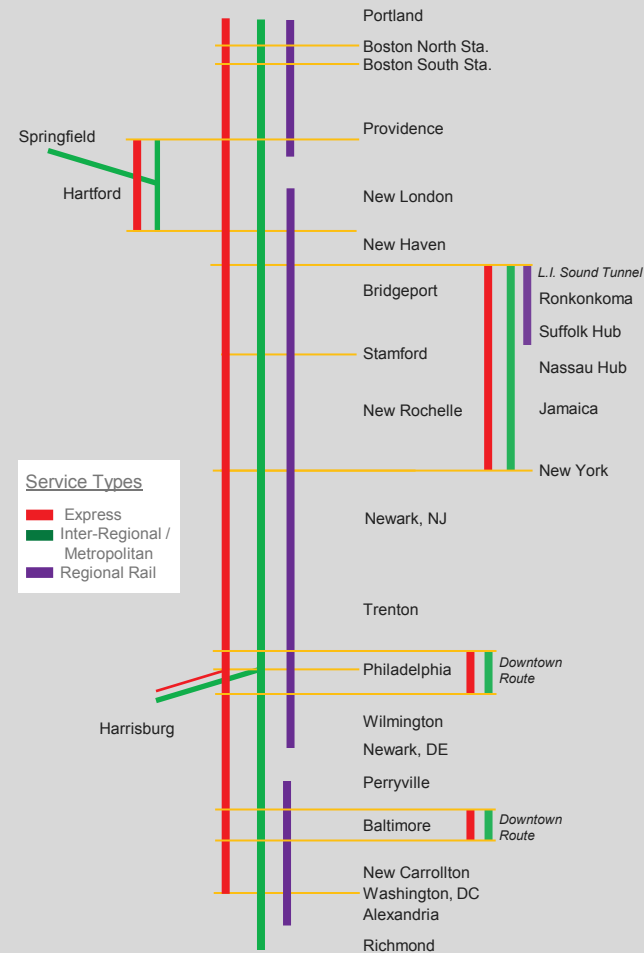 Portland
Boston North Sta.
Boston South Sta.
Providence
Springfield
Hartford
New London
New Haven
L.I. Sound Tunnel
Bridgeport
Ronkonkoma
Suffolk Hub
Stamford
Nassau Hub
New Rochelle
Jamaica
New York
Service Types
Express
Inter-Regional /
Metropolitan
Regional Rail
Newark, NJ
Trenton
Philadelphia
Downtown
Route
Harrisburg
Wilmington
Newark, DE
Perryville
Baltimore
Downtown
Route
New Carrollton
Washington, DC
Alexandria
Richmond